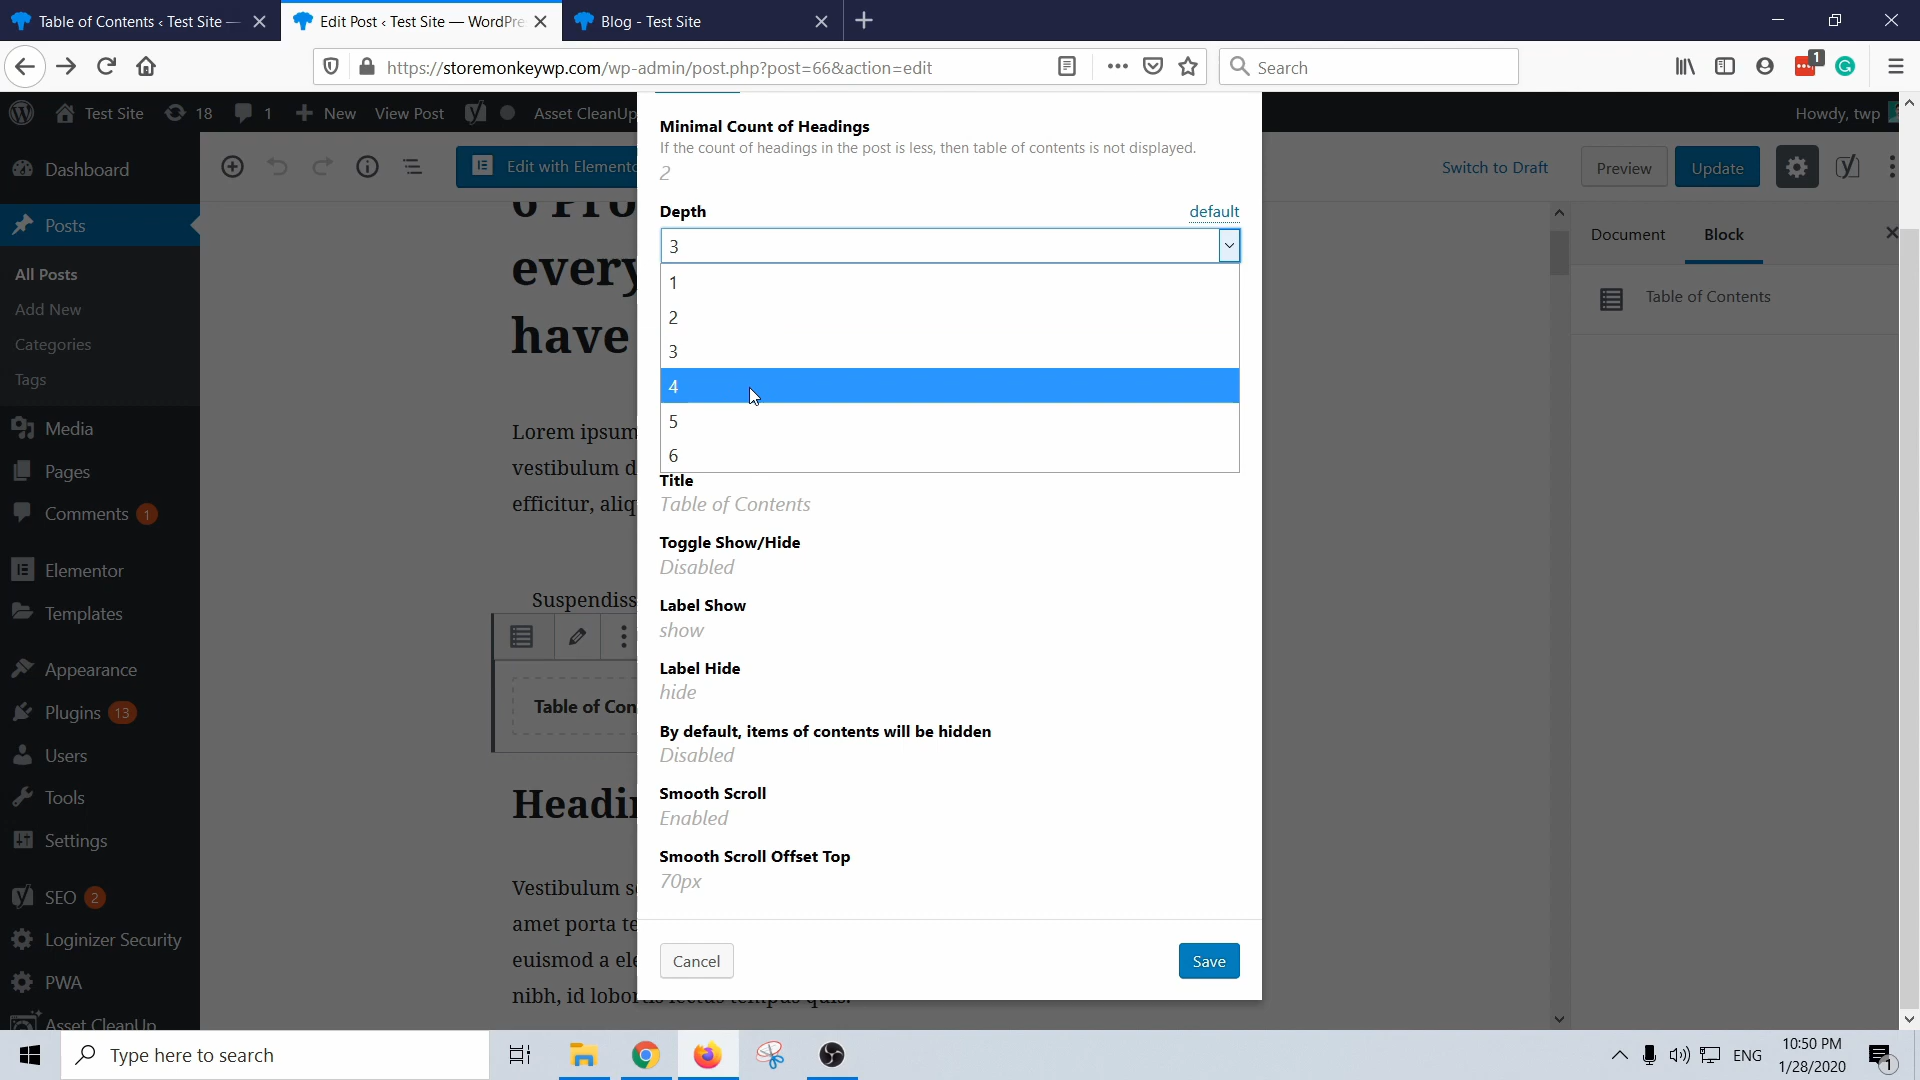 Table of Contents ‹ Test Site —
Edit Post ‹ Test Site — WordPre
Blog - Test Site
https://storemonkeywp.com/wp-admin/post.php?post=66&action=edit
Search
1
Test Site
18
1
New
View Post
Asset CleanUp
Howdy, twp
Dashboard
Posts
All Posts
Add New
Categories
Tags
Media
Pages
Comments 1
Elementor
Templates
Appearance
Plugins 13
Users
Tools
Settings
SEO 2
Loginizer Security
PWA
Asset CleanUp
Edit with Elemento
Switch to Draft
Preview
Update
Document
Block
Table of Contents
every
have
Lorem ipsum
vestibulum d
efficitur, aliq
Suspendiss
Table of Con
Headin
Vestibulum s
amet porta te
euismod a ele
nibh, id lobortis lectus tempus quis.
Minimal Count of Headings
If the count of headings in the post is less, then table of contents is not displayed.
2
Depth
default
3
1
2
3
4
5
6
Title
Table of Contents
Toggle Show/Hide
Disabled
Label Show
show
Label Hide
hide
By default, items of contents will be hidden
Disabled
Smooth Scroll
Enabled
Smooth Scroll Offset Top
70px
Cancel
Save
Type here to search
ENG
10:50 PM
1/28/2020
1